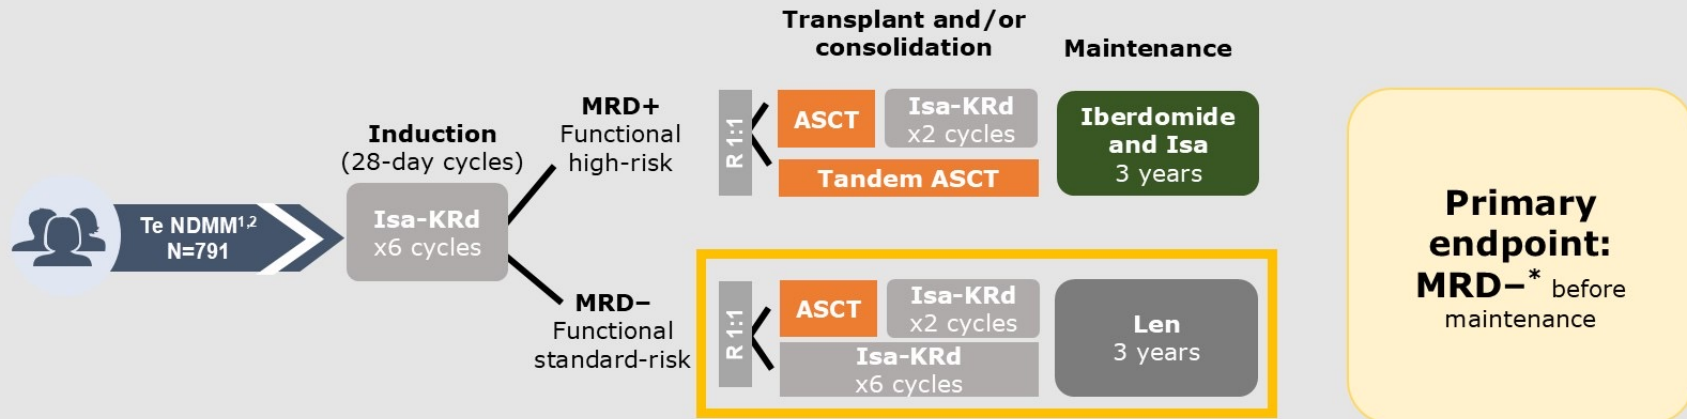 Transplant and/or
consolidation
Maintenance
Induction
(28-day cycles)
MRD+
Functional
high-risk
R 1:1
ASCT
Isa-KRd
x2 cycles
Tandem ASCT
Iberdomide
and Isa
3 years
Te NDMM¹,²
N=791
Isa-KRd
x6 cycles
MRD−
Functional
standard-risk
R 1:1
ASCT
Isa-KRd
x2 cycles
Isa-KRd
x6 cycles
Len
3 years
Primary
endpoint:
MRD−* before
maintenance